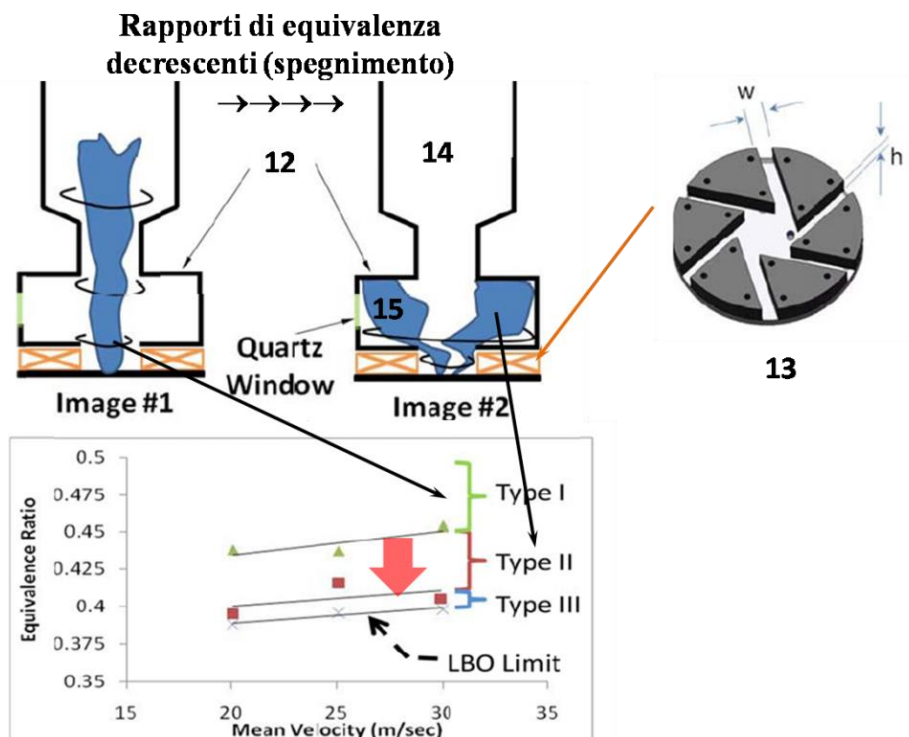 Rapporti di equivalenza
decrescenti (spegnimento)
→→→→
12
14
15
Quartz
Window
Image #1
Image #2
w
h
13
0.5
0.475
0.45
0.425
0.4
0.375
0.35
Equivalence Ratio
Type I
Type II
Type III
LBO Limit
15
20
25
30
35
Mean Velocity (m/sec)